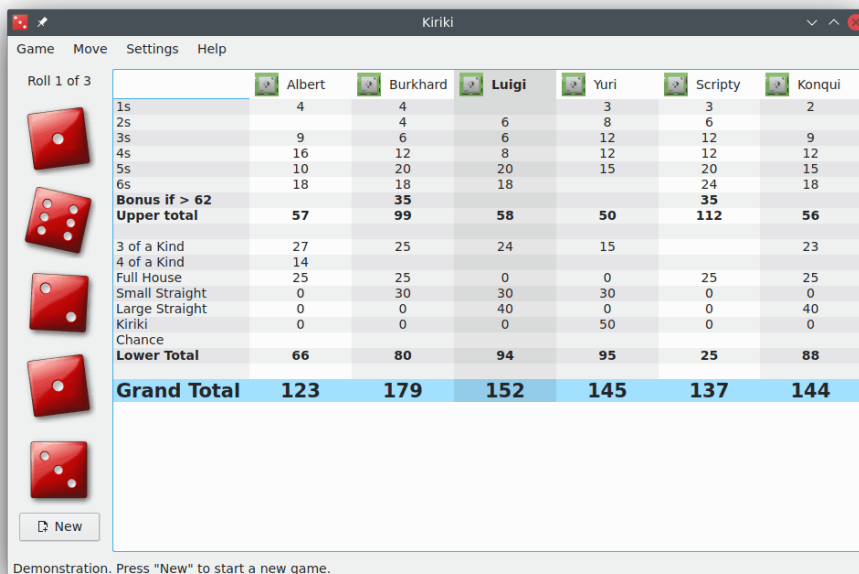 Kiriki
Game Move Settings Help
Roll 1 of 3
Albert Burkhard Luigi Yuri Scripty Konqui
1s 4 4 3 3 2
2s 4 6 8 6
3s 9 6 6 12 12 9
4s 16 12 8 12 12 12
5s 10 20 20 15 20 15
6s 18 18 18 24 18
Bonus if > 62 35 35
Upper total 57 99 58 50 112 56
3 of a Kind 27 25 24 15 23
4 of a Kind 14
Full House 25 25 0 0 25 25
Small Straight 0 30 30 30 0 0
Large Straight 0 0 40 0 0 40
Kiriki 0 0 0 50 0 0
Chance
Lower Total 66 80 94 95 25 88
Grand Total 123 179 152 145 137 144
New
Demonstration. Press "New" to start a new game.